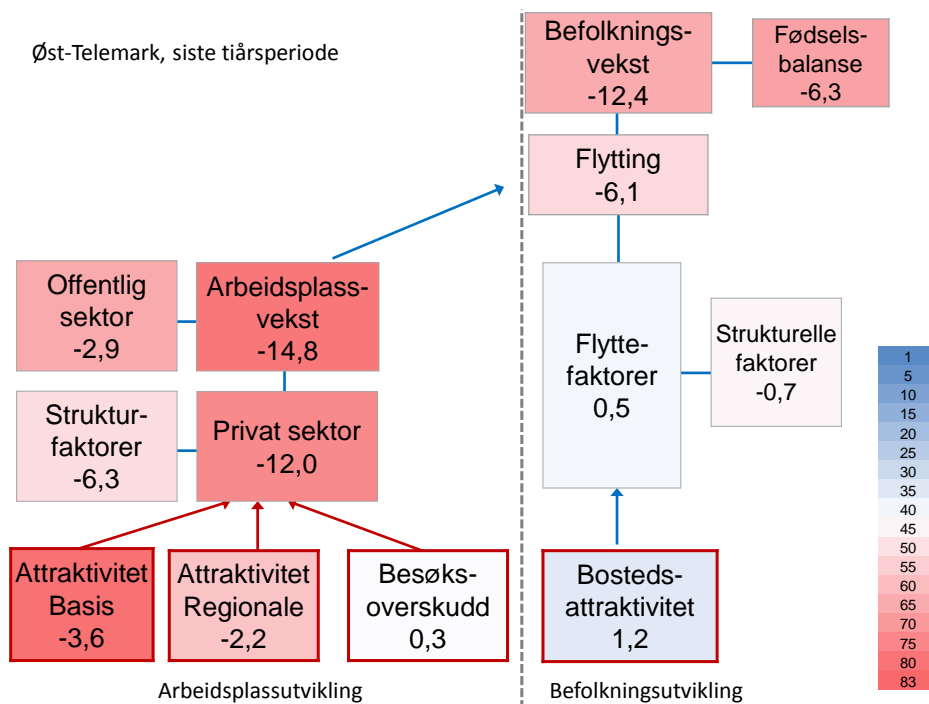 Øst-Telemark, siste tiårsperiode
Befolknings-
vekst
-12,4
Fødsels-
balanse
-6,3
Flytting
-6,1
Offentlig
sektor
-2,9
Arbeidsplass-
vekst
-14,8
Flytte-
faktorer
0,5
Strukturelle
faktorer
-0,7
Struktur-
faktorer
-6,3
Privat sektor
-12,0
Attraktivitet
Basis
-3,6
Attraktivitet
Regionale
-2,2
Besøks-
overskudd
0,3
Bosteds-
attraktivitet
1,2
Arbeidsplassutvikling
Befolkningsutvikling
1
5
10
15
20
25
30
35
40
45
50
55
60
65
70
75
80
83